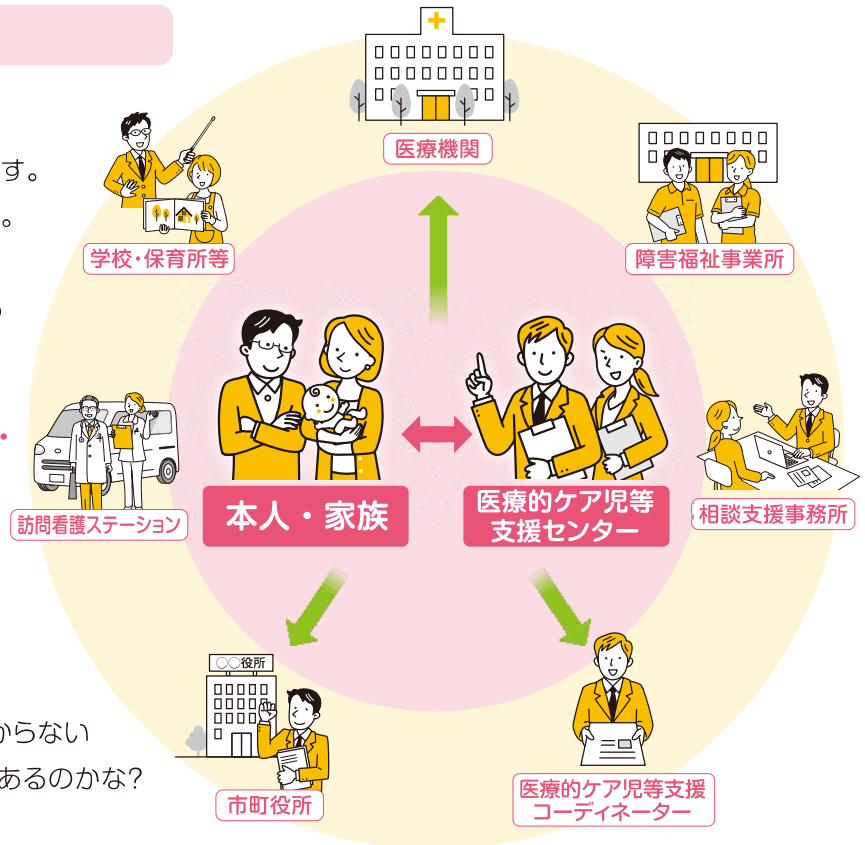 医療機関
す。
。
学校・保育所等
障害福祉事業所
訪問看護ステーション
本人・家族
医療的ケア児等
支援センター
相談支援事務所
○○役所
からない
あるのかな?
市町役所
医療的ケア児等支援
コーディネーター